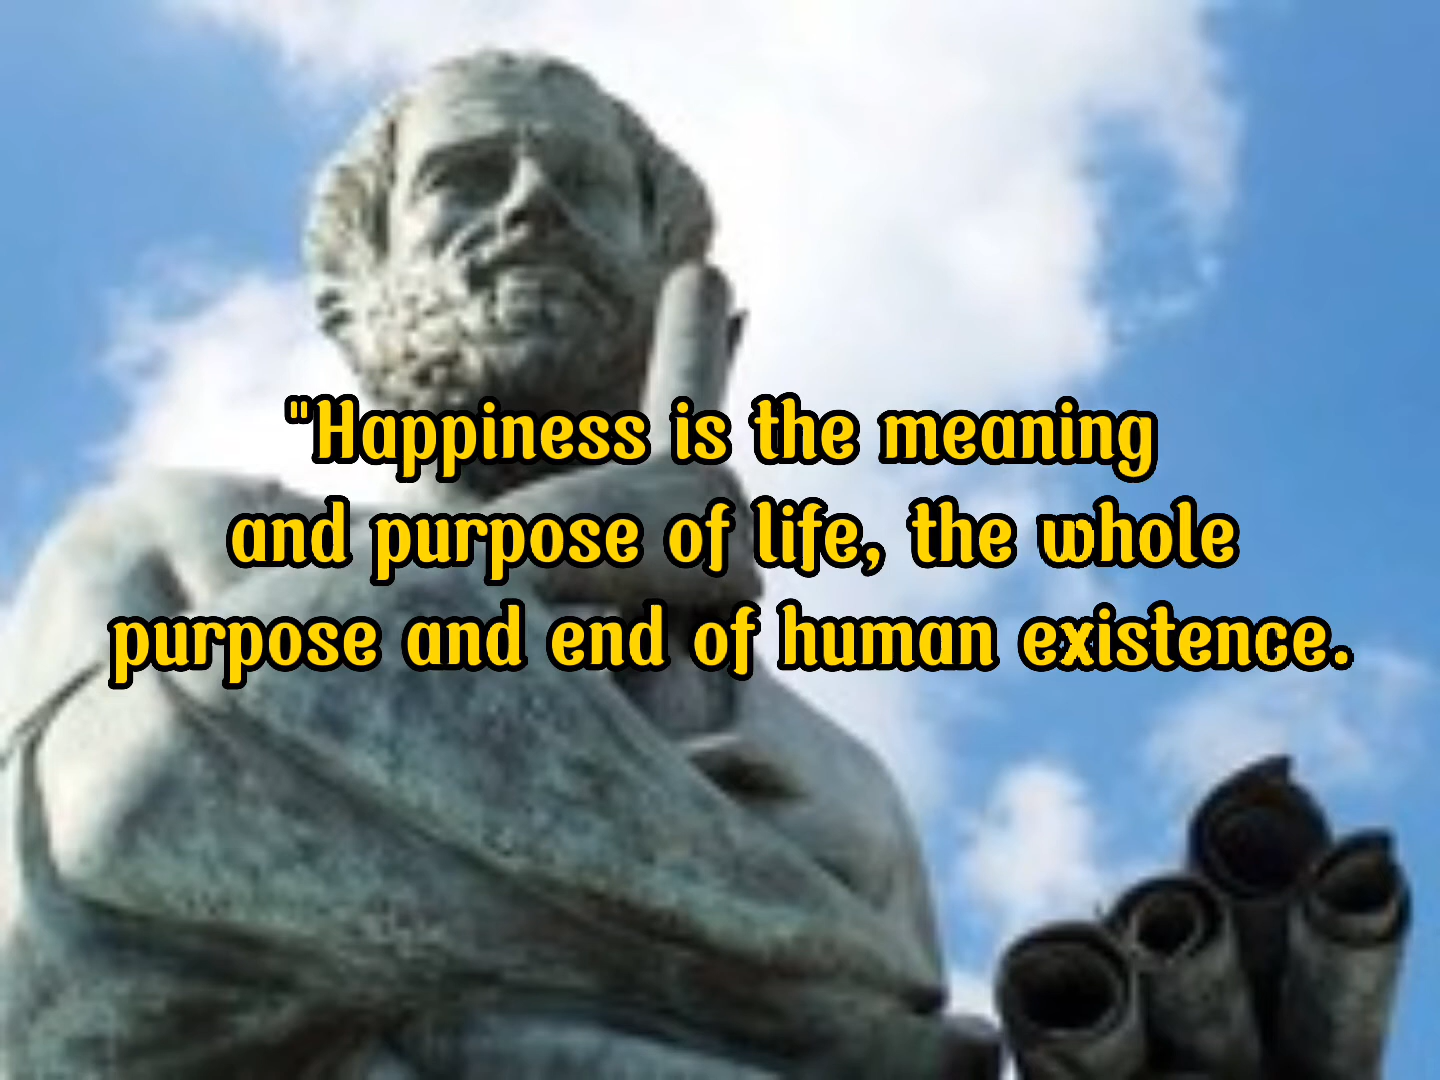 "Happiness is the meaning
and purpose of life, the whole
purpose and end of human existence.